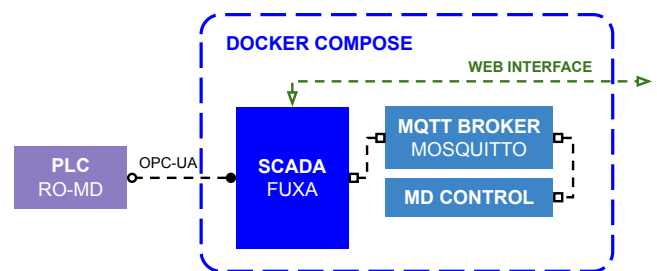 DOCKER COMPOSE
WEB INTERFACE
PLC
RO-MD
OPC-UA
SCADA
FUXA
MQTT BROKER
MOSQUITTO
MD CONTROL